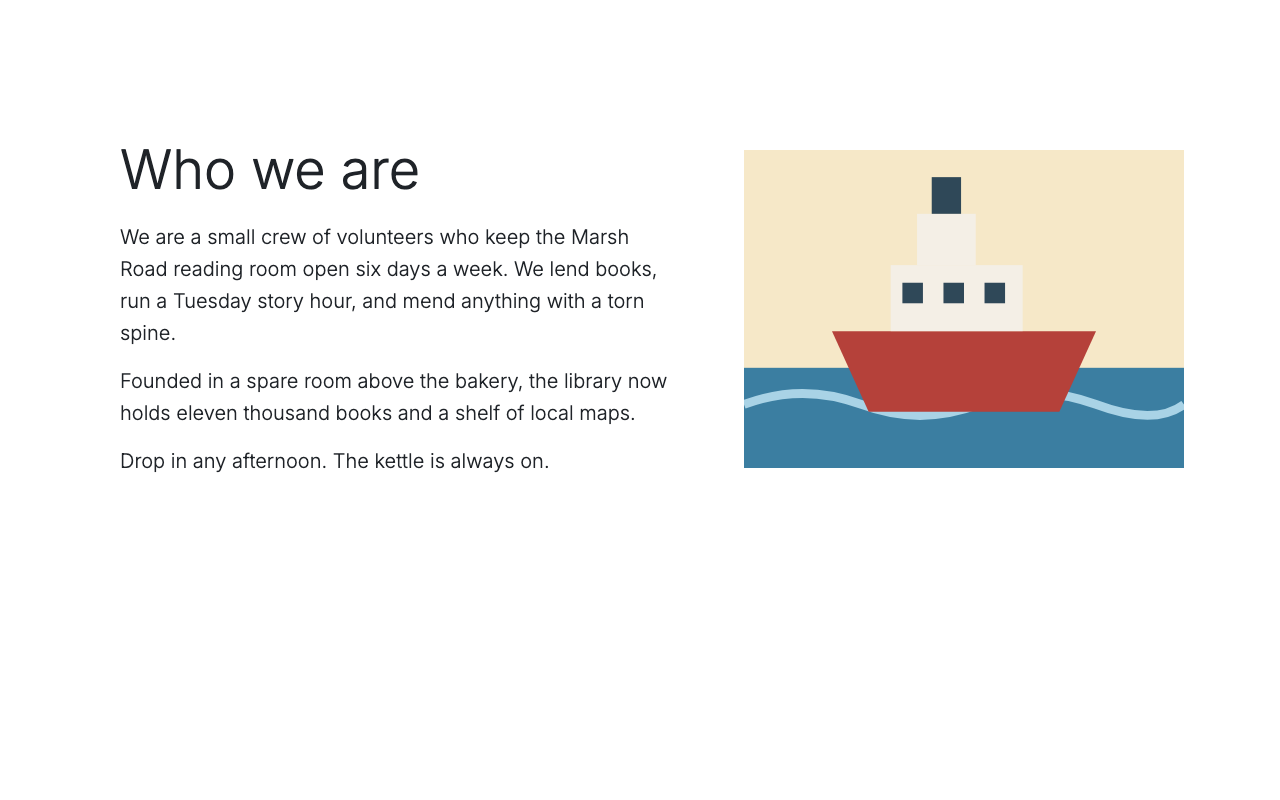 Who we are
We are a small crew of volunteers who keep the Marsh
Road reading room open six days a week. We lend books,
run a Tuesday story hour, and mend anything with a torn
spine.
Founded in a spare room above the bakery, the library now
holds eleven thousand books and a shelf of local maps.
Drop in any afternoon. The kettle is always on.